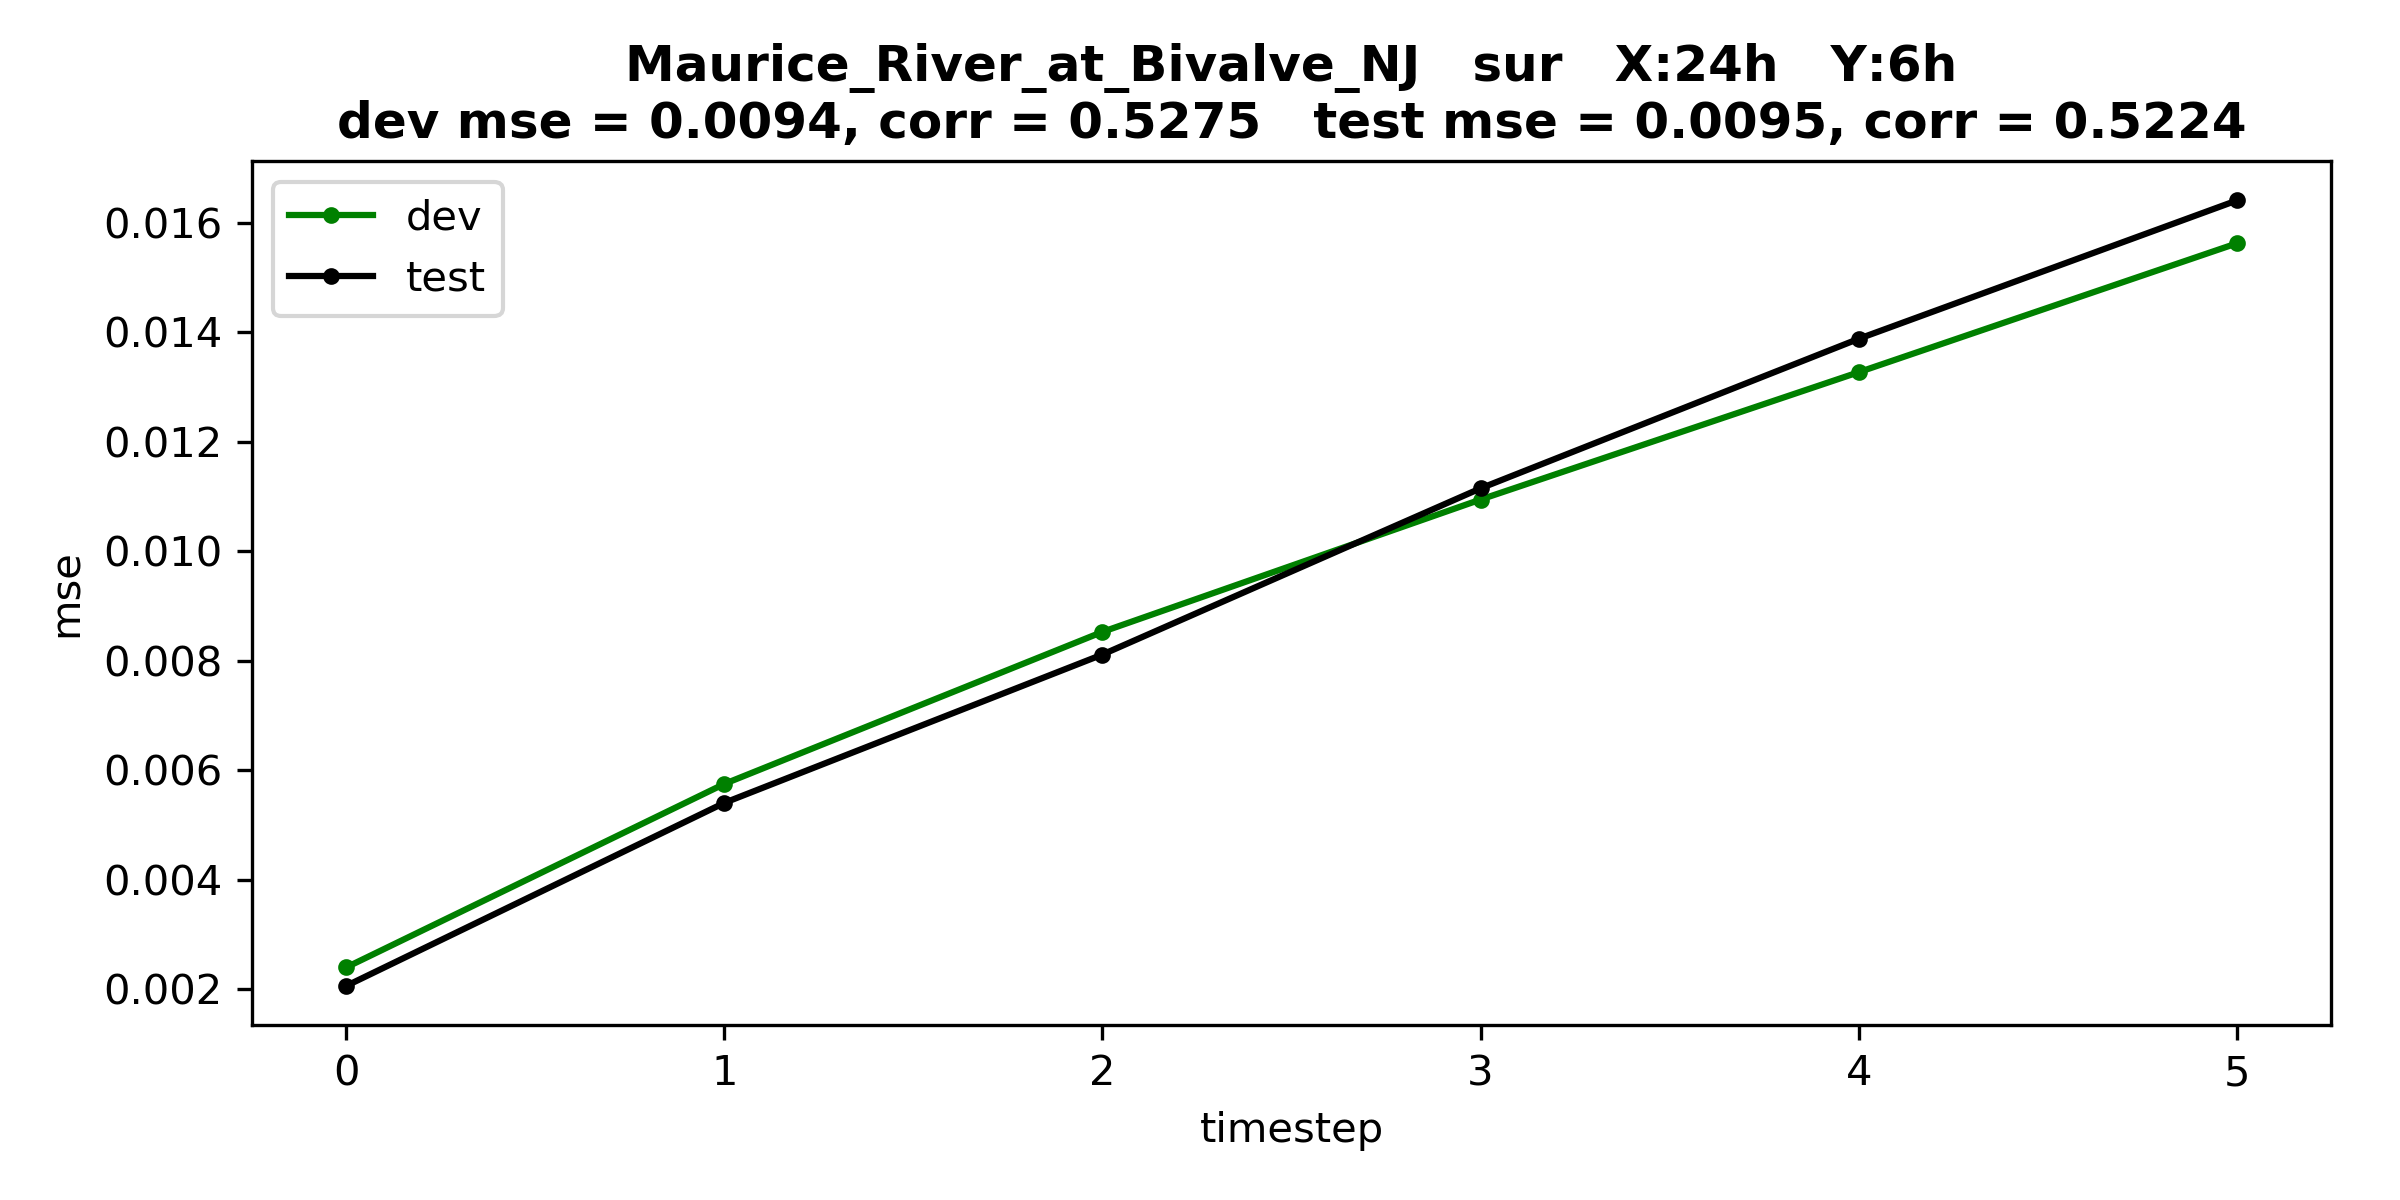 Maurice_River_at_Bivalve_NJ   sur   X:24h   Y:6h
dev mse = 0.0094, corr = 0.5275   test mse = 0.0095, corr = 0.5224
dev
test
0.016
0.014
0.012
0.010
0.008
0.006
0.004
0.002
mse
0 1 2 3 4 5
timestep